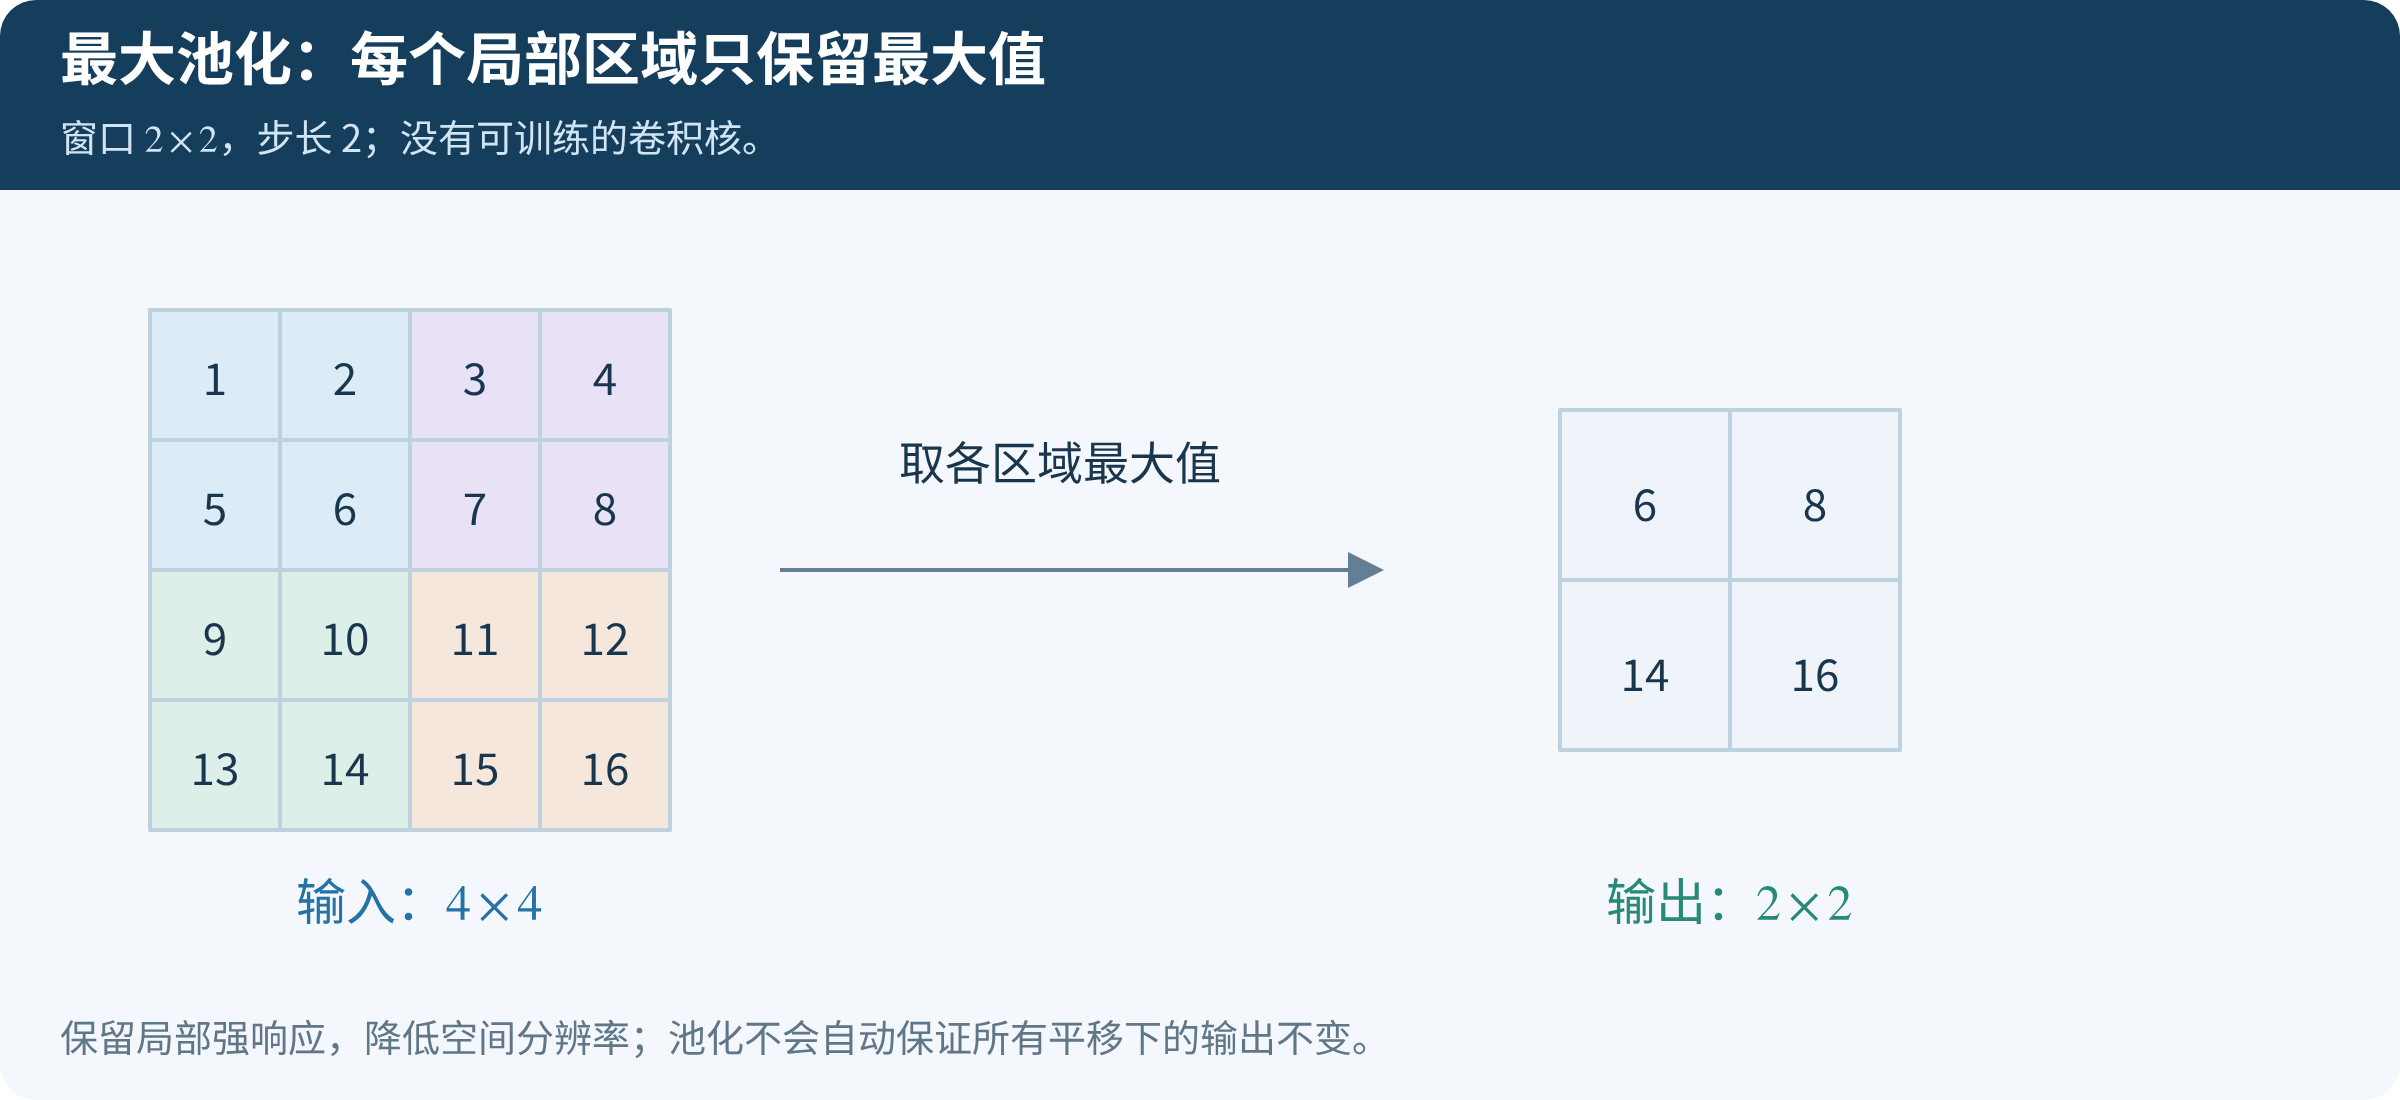 最大池化：每个局部区域只保留最大值
窗口 2×2，步长 2；没有可训练的卷积核。
1 2 3 4
5 6 7 8
9 10 11 12
13 14 15 16
取各区域最大值
6 8
14 16
输入：4×4
输出：2×2
保留局部强响应，降低空间分辨率；池化不会自动保证所有平移下的输出不变。